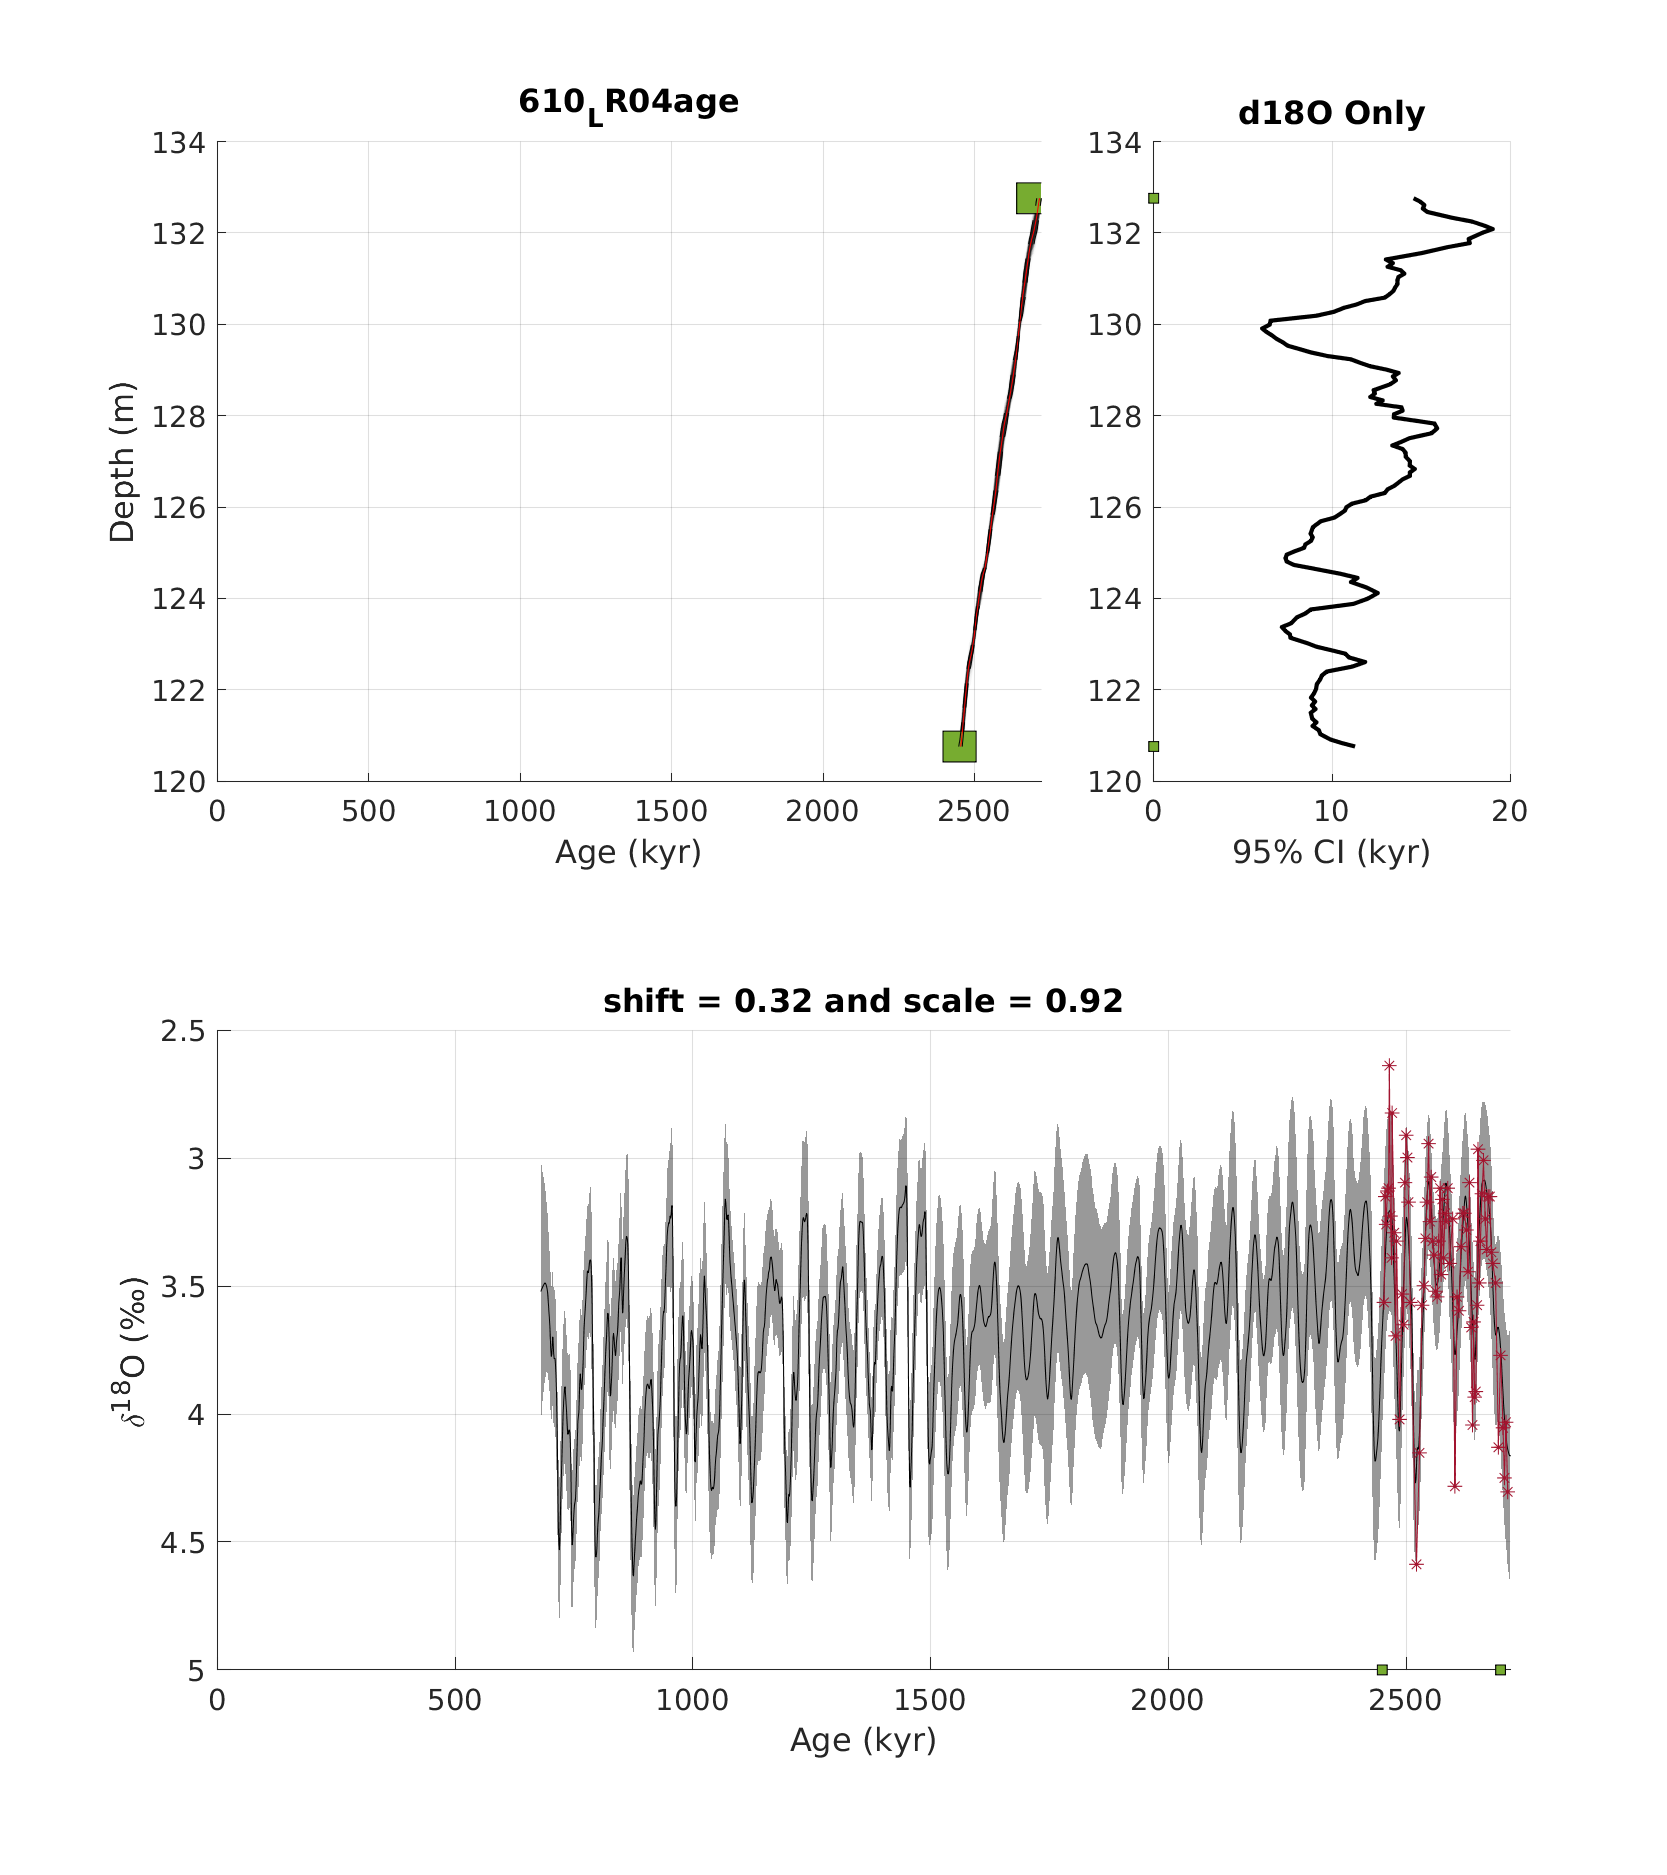 610_LR04age
134
132
130
128
126
124
122
120
0 500 1000 1500 2000 2500
Depth (m)
Age (kyr)
d18O Only
134
132
130
128
126
124
122
120
0 10 20
95% CI (kyr)
shift = 0.32 and scale = 0.92
2.5
3
3.5
4
4.5
5
0 500 1000 1500 2000 2500
δ18O (‰)
Age (kyr)